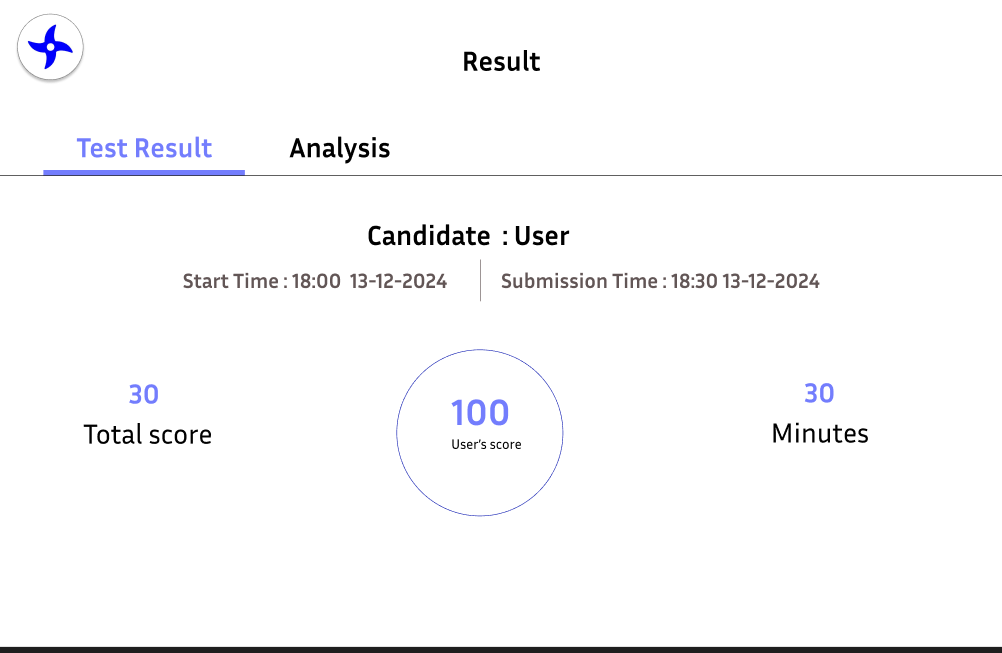 Result
Test Result Analysis
Candidate : User
Start Time : 18:00 13-12-2024 Submission Time : 18:30 13-12-2024
30
Total score
100
User's score
30
Minutes